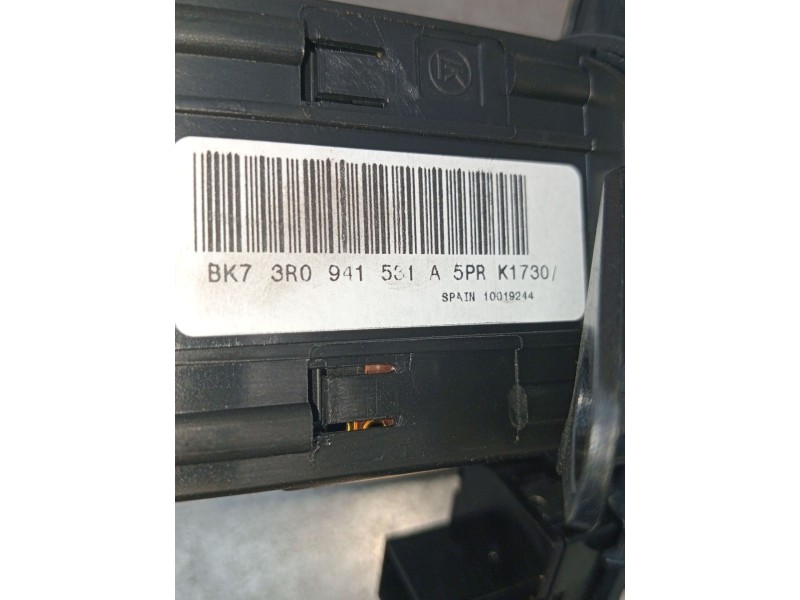 BK7 3R0 941 531 A 5PR K1730/
SPAIN 10019244